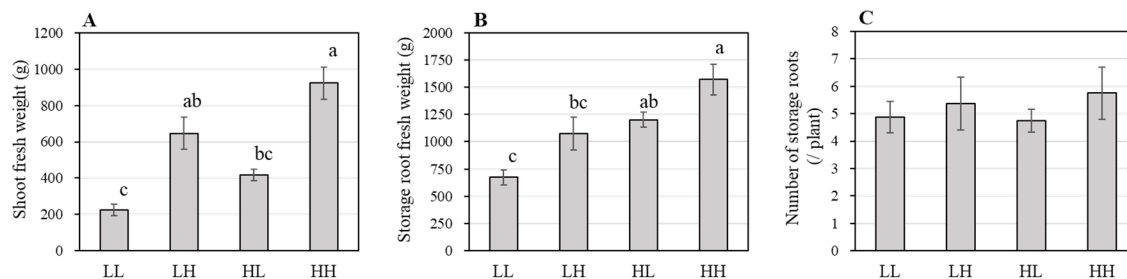 A
Shoot fresh weight (g)
1200
1000
800
600
400
200
0
c
ab
bc
a
LL LH HL HH
B
Storage root fresh weight (g)
2000
1750
1500
1250
1000
750
500
250
0
c
bc
ab
a
LL LH HL HH
C
Number of storage roots
(/ plant)
8
7
6
5
4
3
2
1
0
LL LH HL HH